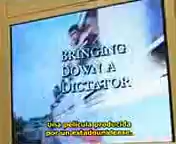 BRINGING
DOWN A
DICTATOR
Una película producida
por un estadounidense,